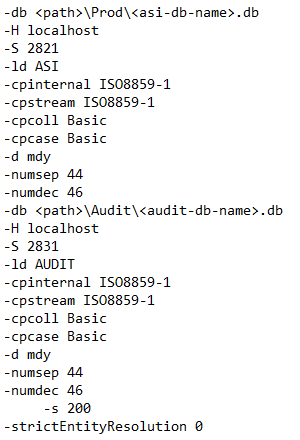 -db <path>\Prod\<asi-db-name>.db
-H localhost
-S 2821
-ld ASI
-cpinternal ISO8859-1
-cpstream ISO8859-1
-cpcoll Basic
-cpcase Basic
-d mdy
-numsep 44
-numdec 46
-db <path>\Audit\<audit-db-name>.db
-H localhost
-S 2831
-ld AUDIT
-cpinternal ISO8859-1
-cpstream ISO8859-1
-cpcoll Basic
-cpcase Basic
-d mdy
-numsep 44
-numdec 46
-s 200
-strictEntityResolution 0